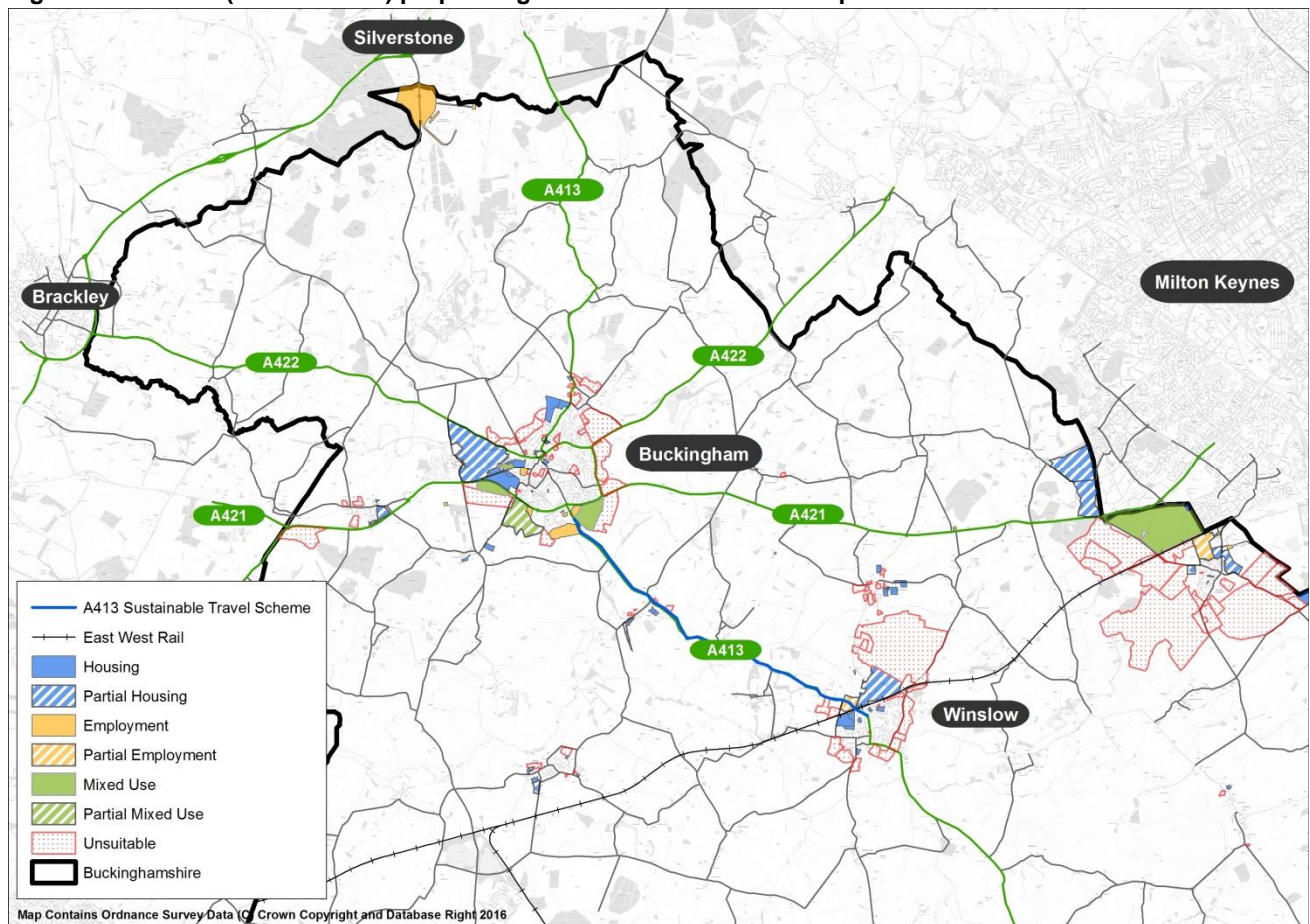 Silverstone
A413
Brackley
Milton Keynes
A422
A422
Buckingham
A421
A421
A413
Winslow
A413 Sustainable Travel Scheme
East West Rail
Housing
Partial Housing
Employment
Partial Employment
Mixed Use
Partial Mixed Use
Unsuitable
Buckinghamshire
Map Contains Ordnance Survey Data (C) Crown Copyright and Database Right 2016